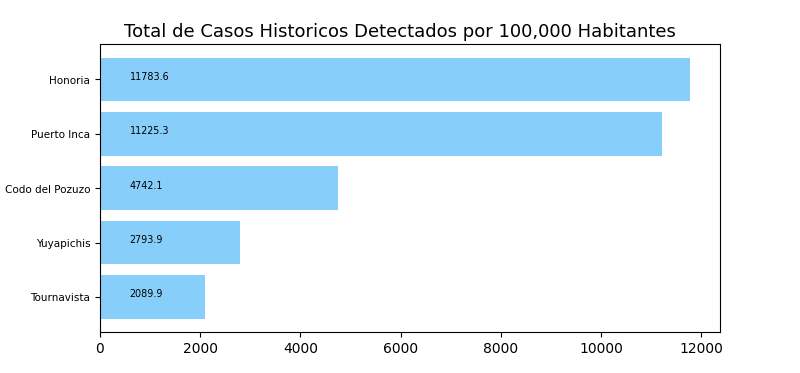 Total de Casos Historicos Detectados por 100,000 Habitantes
Honoria 11783.6
Puerto Inca 11225.3
Codo del Pozuzo 4742.1
Yuyapichis 2793.9
Tournavista 2089.9
0 2000 4000 6000 8000 10000 12000